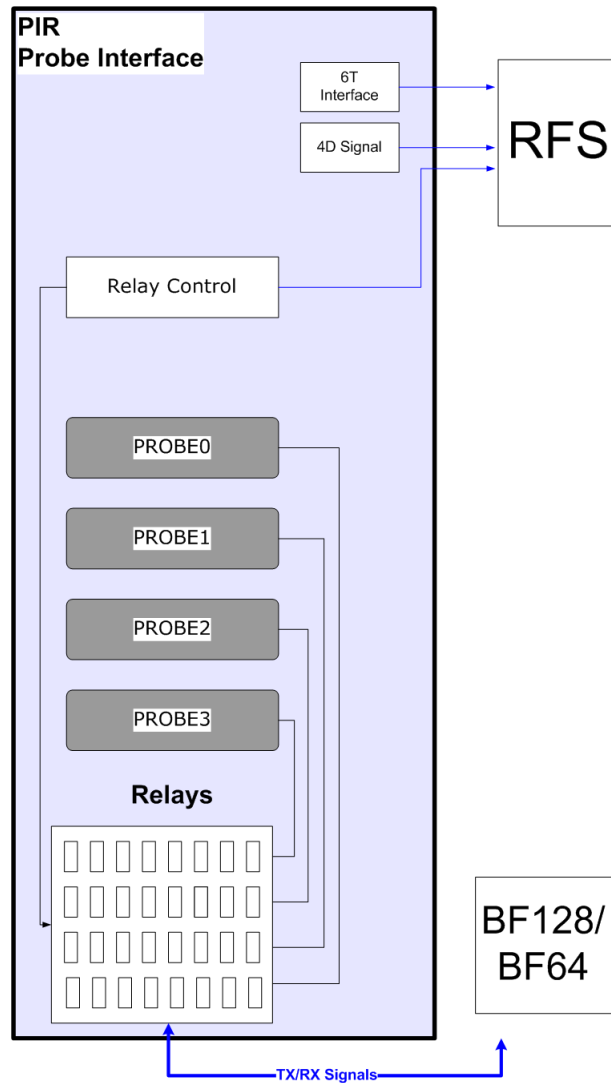 PIR
Probe Interface
6T
Interface
4D Signal
RFS
Relay Control
PROBE0
PROBE1
PROBE2
PROBE3
Relays
BF128/
BF64
TX/RX Signals